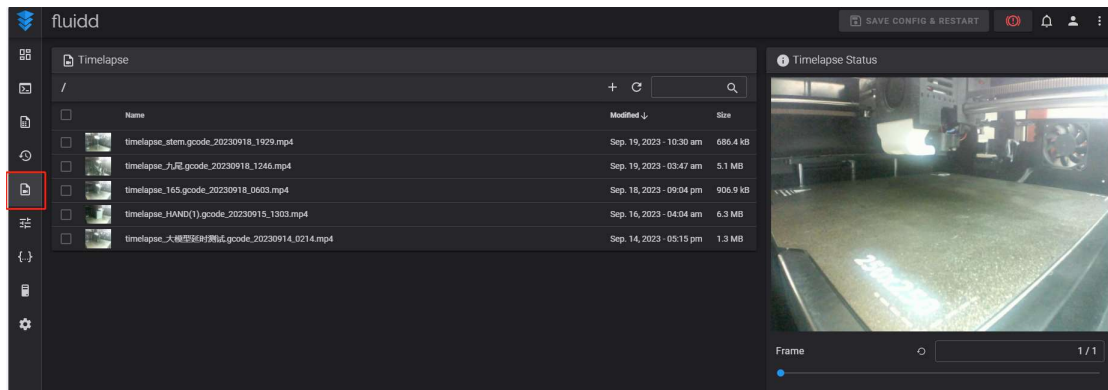 fluidd
SAVE CONFIG & RESTART
Timelapse
/
Name Modified ↓ Size
timelapse_stem.gcode_20230918_1929.mp4 Sep. 19, 2023 - 10:30 am 686.4 kB
timelapse_九尾.gcode_20230918_1246.mp4 Sep. 19, 2023 - 03:47 am 5.1 MB
timelapse_165.gcode_20230918_0603.mp4 Sep. 18, 2023 - 09:04 pm 906.9 kB
timelapse_HAND(1).gcode_20230915_1303.mp4 Sep. 16, 2023 - 04:04 am 6.3 MB
timelapse_大模型延时测试.gcode_20230914_0214.mp4 Sep. 14, 2023 - 05:15 pm 1.3 MB
Timelapse Status
Frame 1 / 1